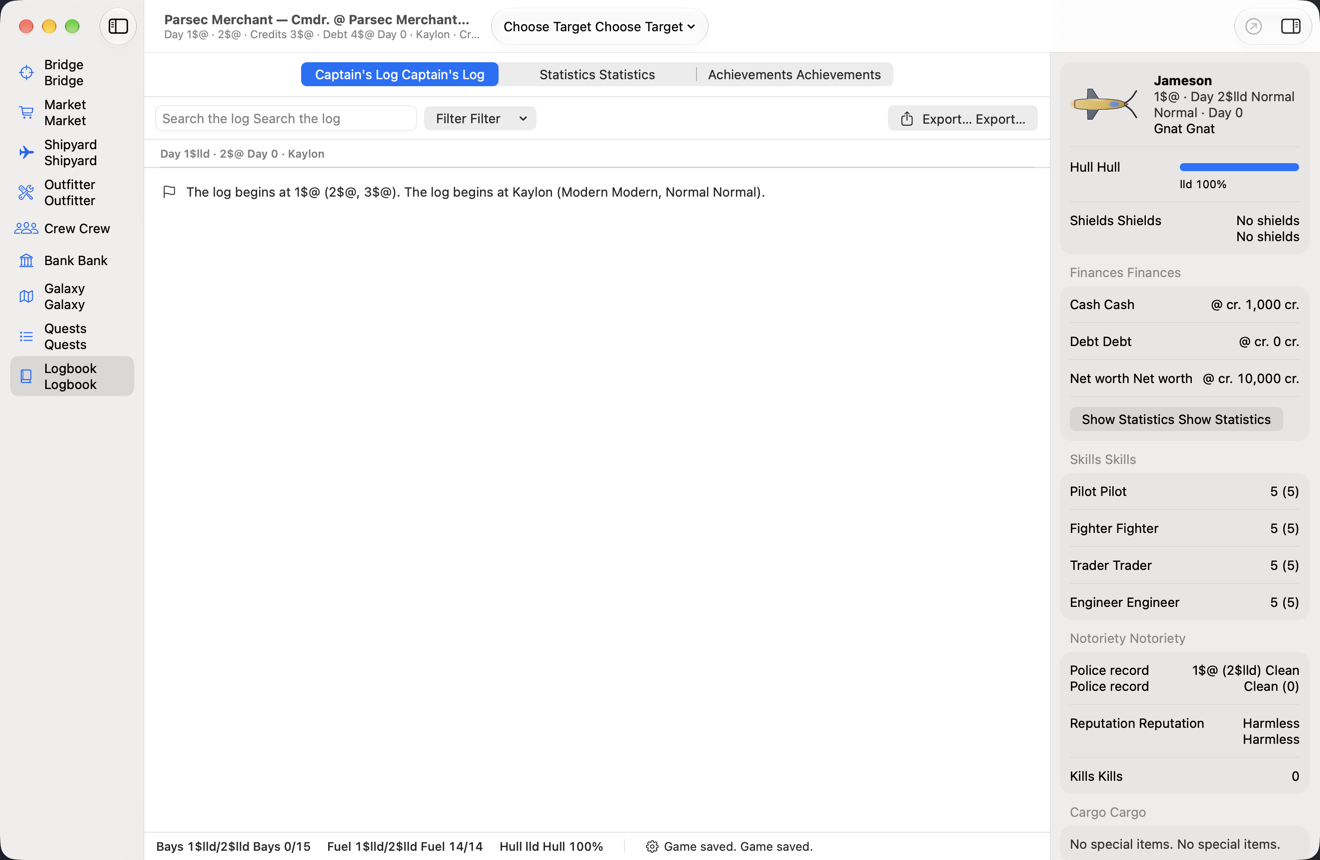 Parsec Merchant — Cmdr. @ Parsec Merchant...
Day 1$@ · 2$@ · Credits 3$@ · Debt 4$@ Day 0 · Kaylon · Cr...
Choose Target Choose Target
Bridge
Bridge
Market
Market
Shipyard
Shipyard
Outfitter
Outfitter
Crew Crew
Bank Bank
Galaxy
Galaxy
Quests
Quests
Logbook
Logbook
Captain's Log Captain's Log
Statistics Statistics
Achievements Achievements
Search the log Search the log
Filter Filter
Export... Export...
Day 1$lld · 2$@ Day 0 · Kaylon
The log begins at 1$@ (2$@, 3$@). The log begins at Kaylon (Modern Modern, Normal Normal).
Jameson
1$@ · Day 2$lld Normal
Normal · Day 0
Gnat Gnat
Hull Hull
lld 100%
Shields Shields
No shields
No shields
Finances Finances
Cash Cash @ cr. 1,000 cr.
Debt Debt @ cr. 0 cr.
Net worth Net worth @ cr. 10,000 cr.
Show Statistics Show Statistics
Skills Skills
Pilot Pilot 5 (5)
Fighter Fighter 5 (5)
Trader Trader 5 (5)
Engineer Engineer 5 (5)
Notoriety Notoriety
Police record 1$@ (2$lld) Clean
Police record Clean (0)
Reputation Reputation Harmless
Harmless
Kills Kills 0
Cargo Cargo
No special items. No special items.
Bays 1$lld/2$lld Bays 0/15 Fuel 1$lld/2$lld Fuel 14/14 Hull lld Hull 100% Game saved. Game saved.